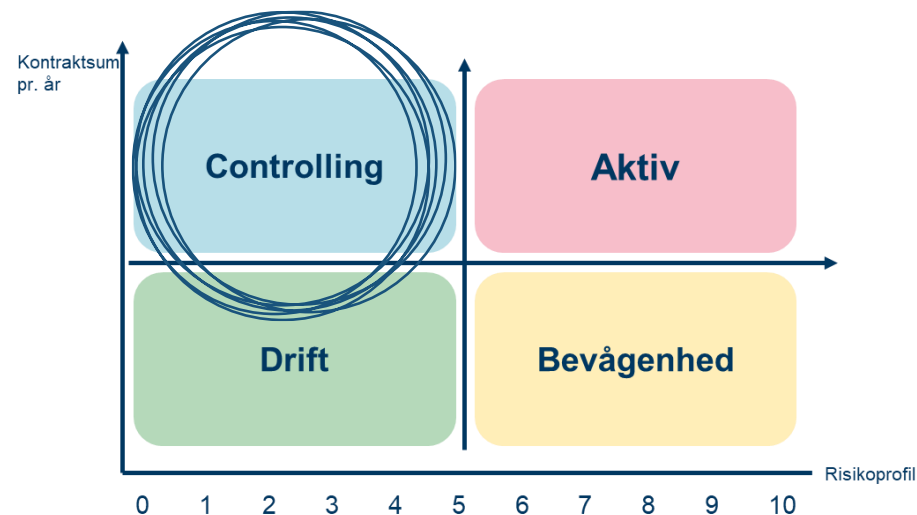 Kontraktsum
pr. år
Controlling
Aktiv
Drift
Bevågenhed
Risikoprofil
0 1 2 3 4 5 6 7 8 9 10